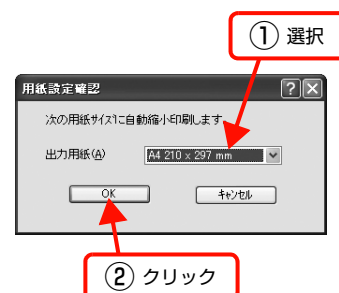 ① 選択
用紙設定確認
次の用紙サイズに自動縮小印刷します。
出力用紙(A)
A4 210 x 297 mm
OK
キャンセル
② クリック